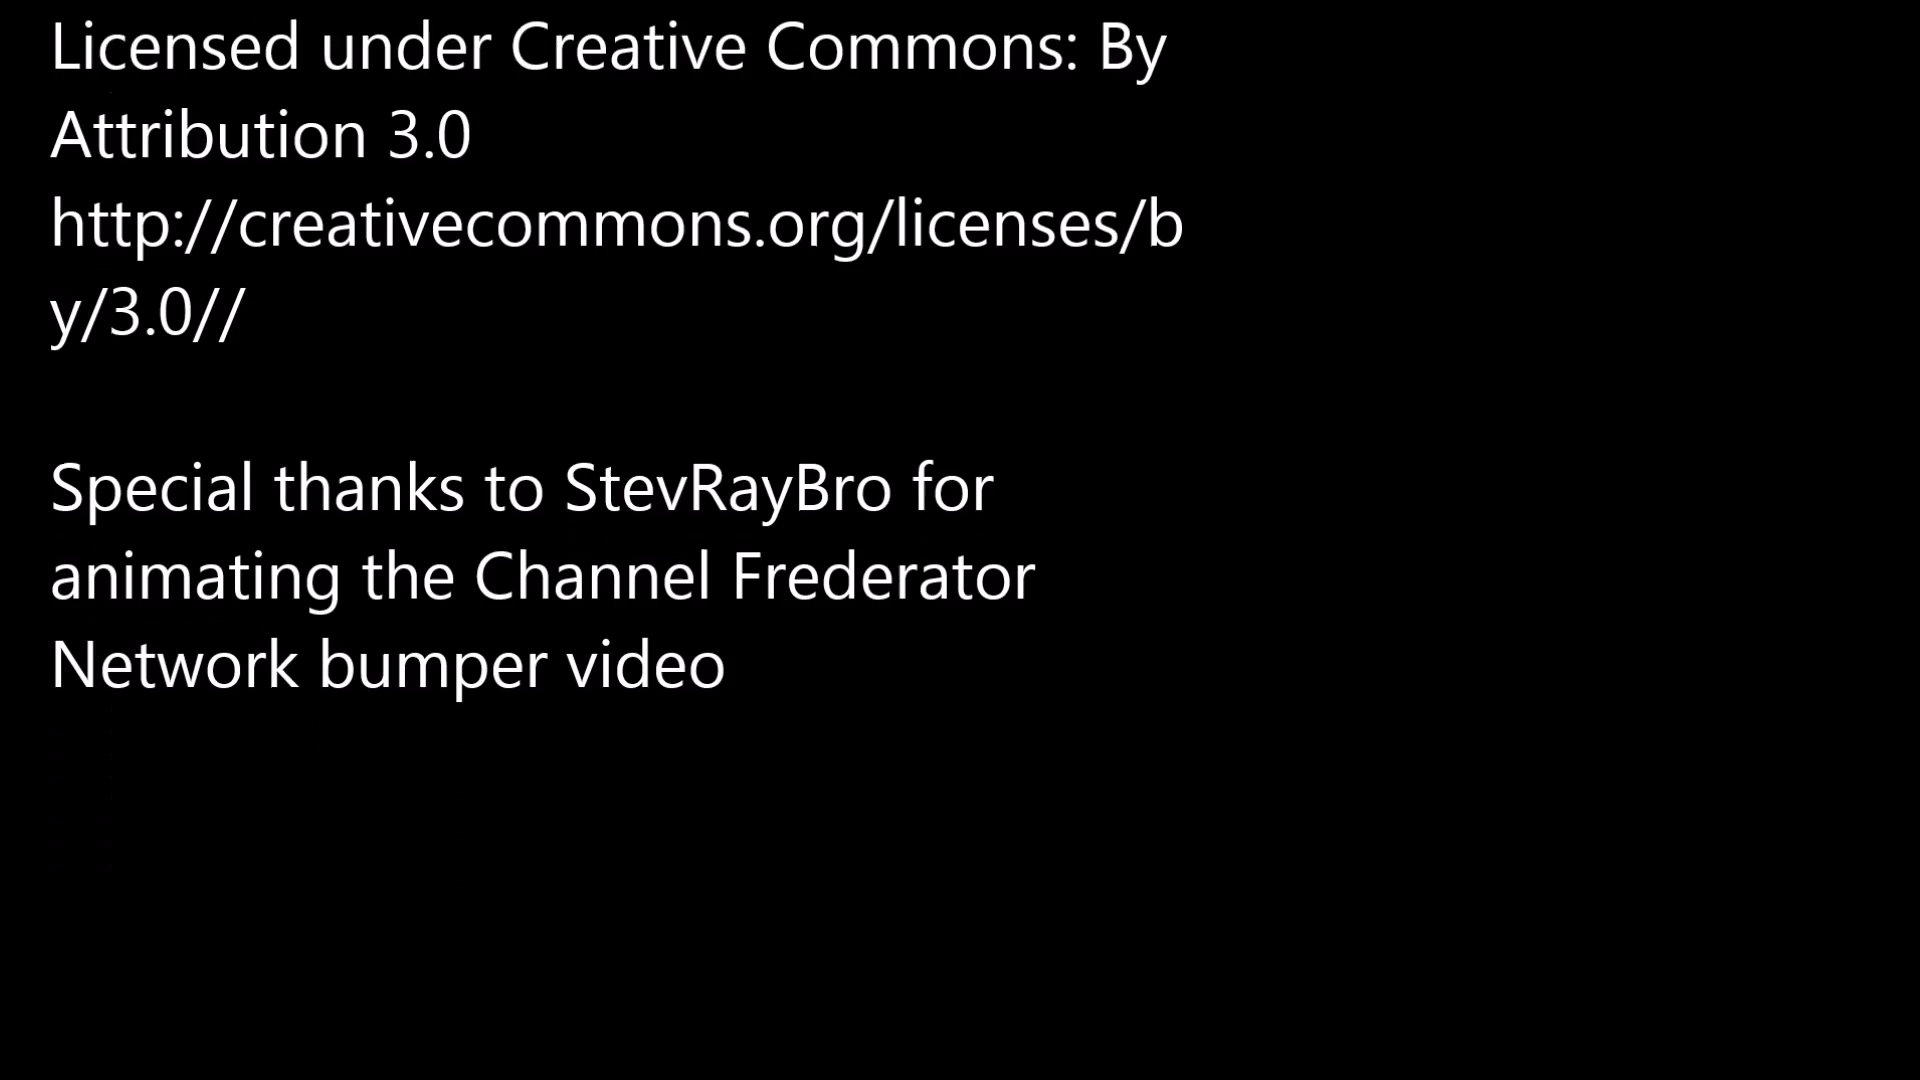 Licensed under Creative Commons: By
Attribution 3.0
http://creativecommons.org/licenses/b
y/3.0//
Special thanks to StevRayBro for
animating the Channel Frederator
Network bumper video